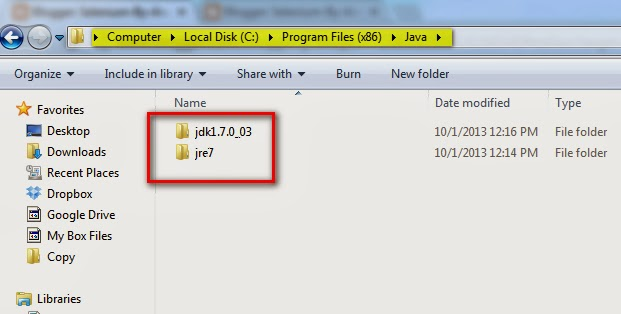 Computer Local Disk (C:) Program Files (x86) Java
Organize Include in library Share with Burn New folder
Favorites
Desktop
Downloads
Recent Places
Dropbox
Google Drive
My Box Files
Copy
Libraries
Name Date modified Type
jdk1.7.0_03 10/1/2013 12:16 PM File folder
jre7 10/1/2013 12:14 PM File folder